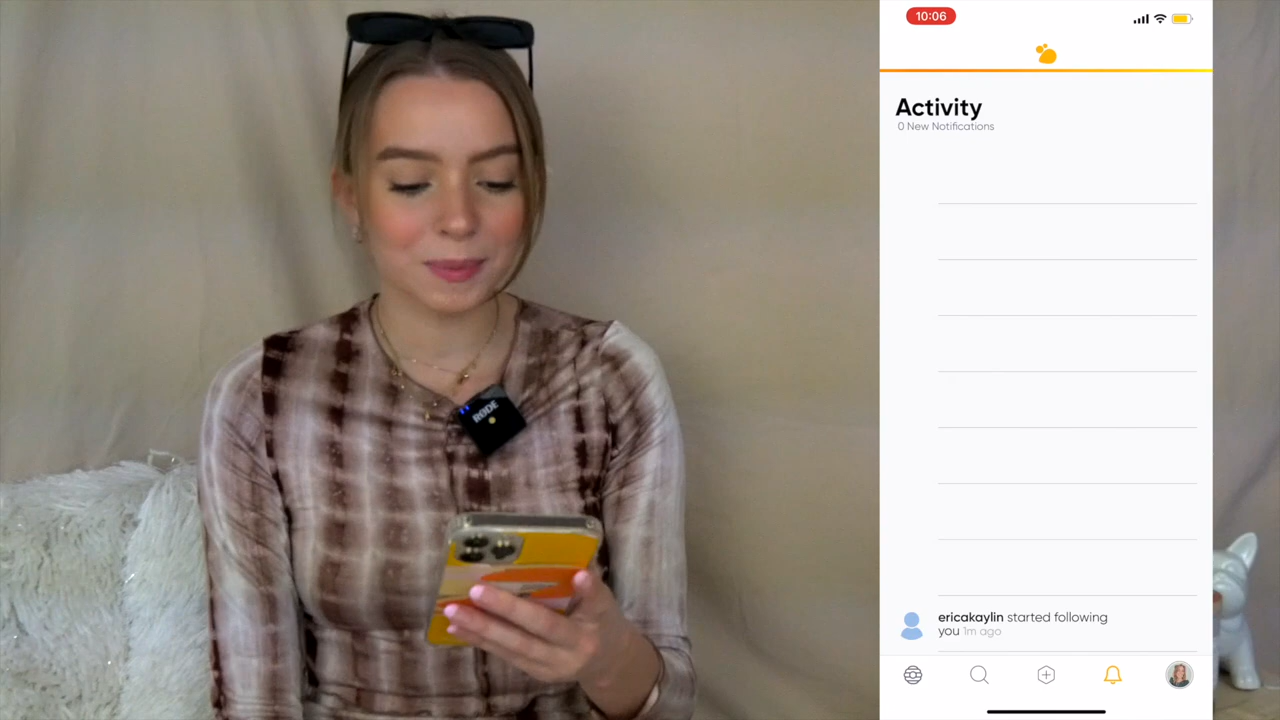 10:06
Activity
0 New Notifications
RØDE
ericakaylin started following
you 1m ago